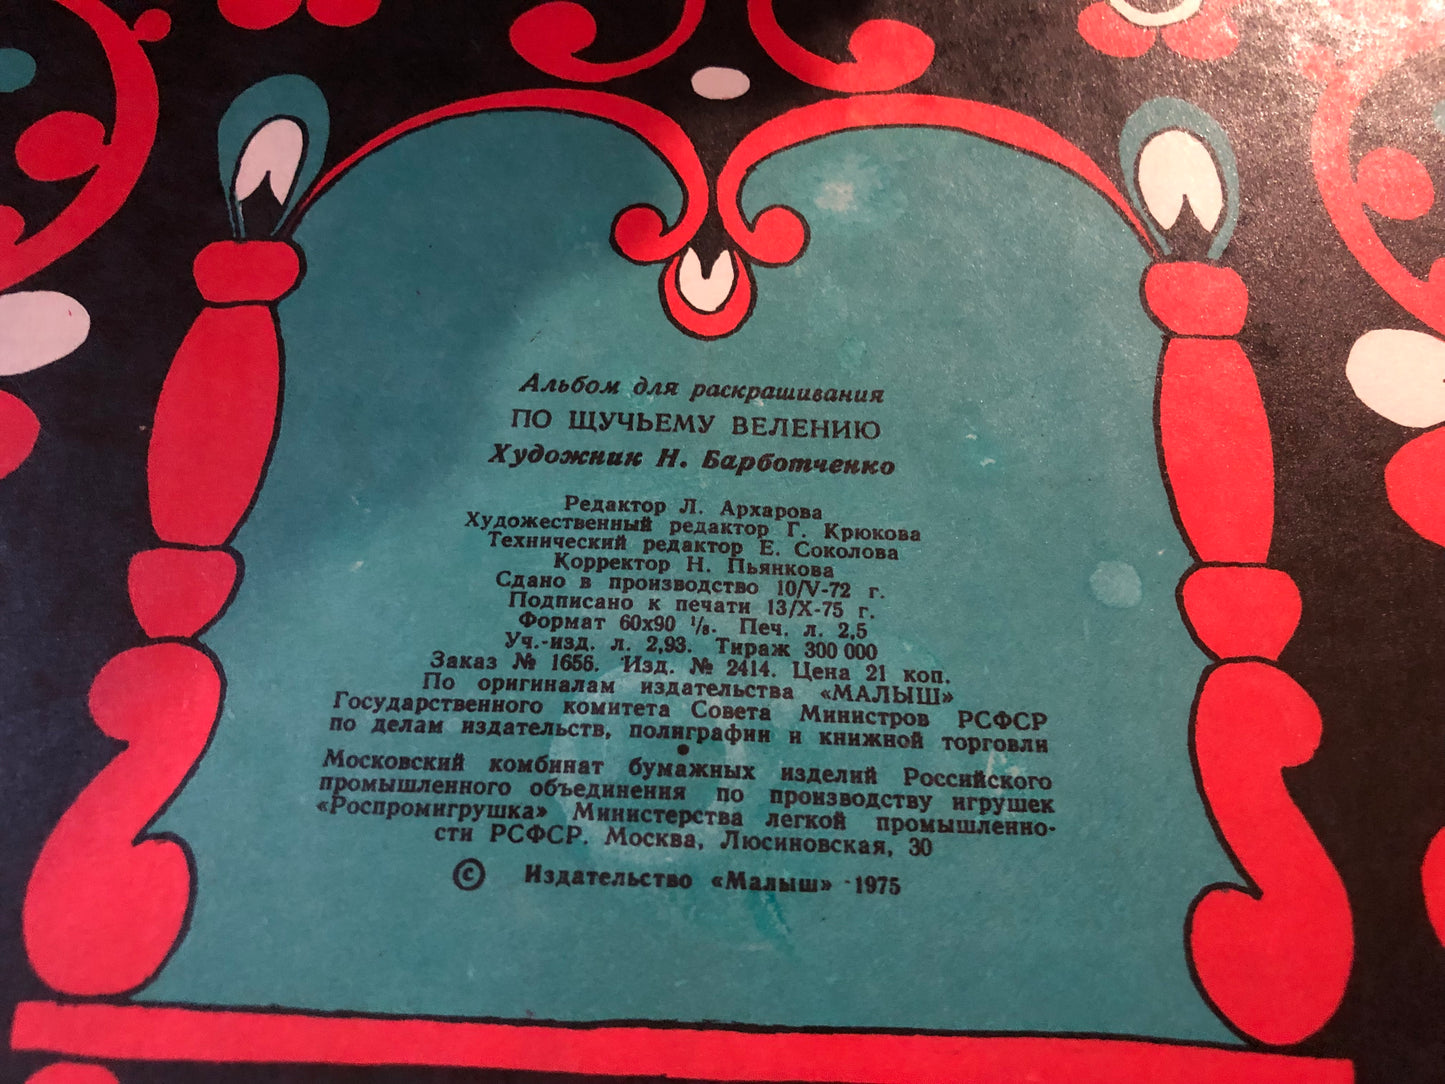 Альбом для раскрашивания
ПО ЩУЧЬЕМУ ВЕЛЕНИЮ
Художник Н. Барботченко
Редактор Л. Архарова
Художественный редактор Г. Крюкова
Технический редактор Е. Соколова
Корректор Н. Пьянкова
Сдано в производство 10/V-72 г.
Подписано к печати 13/X-75 г.
Формат 60х90 1/8. Печ. л. 2,5
Уч.-изд. л. 2,93. Тираж 300 000
Заказ № 1656. Изд. № 2414. Цена 21 коп.
По оригиналам издательства «МАЛЫШ»
Государственного комитета Совета Министров РСФСР
по делам издательств, полиграфии и книжной торговли
•
Московский комбинат бумажных изделий Российского
промышленного объединения по производству игрушек
«Роспромигрушка» Министерства легкой промышленно-
сти РСФСР. Москва, Люсиновская, 30
© Издательство «Малыш» -1975